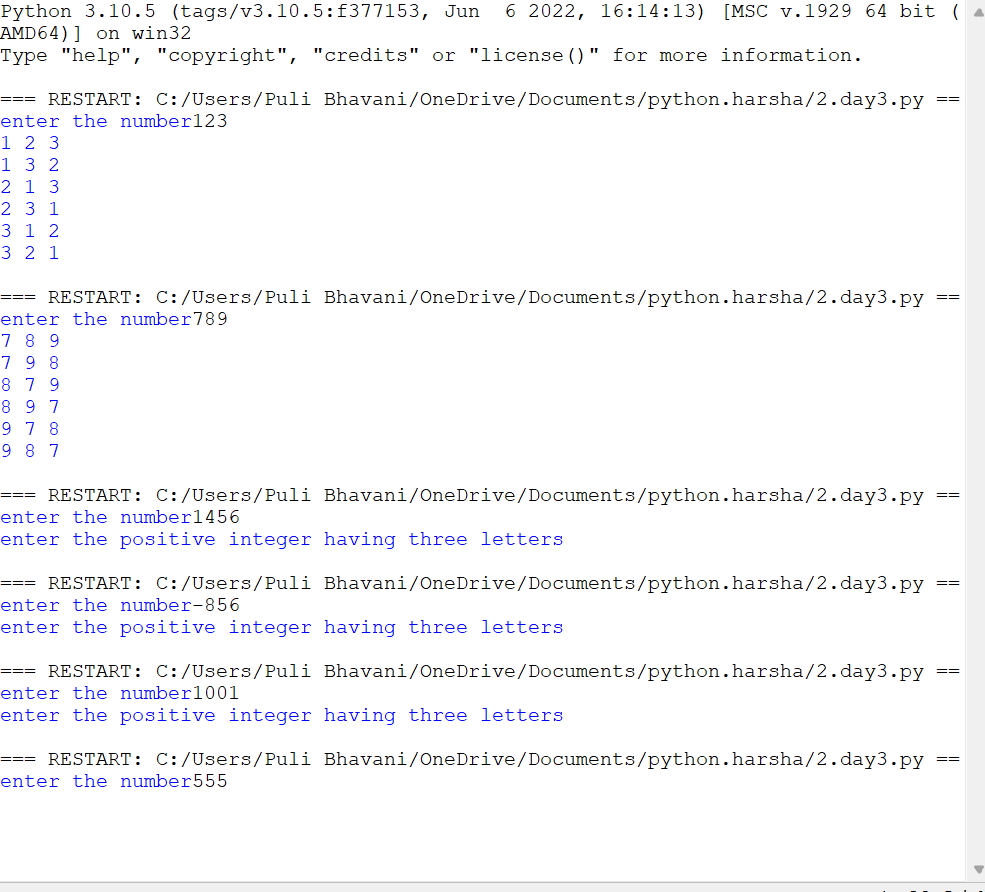 Python 3.10.5 (tags/v3.10.5:f377153, Jun  6 2022, 16:14:13) [MSC v.1929 64 bit (
AMD64)] on win32
Type "help", "copyright", "credits" or "license()" for more information.
=== RESTART: C:/Users/Puli Bhavani/OneDrive/Documents/python.harsha/2.day3.py ==
enter the number123
1 2 3
1 3 2
2 1 3
2 3 1
3 1 2
3 2 1
=== RESTART: C:/Users/Puli Bhavani/OneDrive/Documents/python.harsha/2.day3.py ==
enter the number789
7 8 9
7 9 8
8 7 9
8 9 7
9 7 8
9 8 7
=== RESTART: C:/Users/Puli Bhavani/OneDrive/Documents/python.harsha/2.day3.py ==
enter the number1456
enter the positive integer having three letters
=== RESTART: C:/Users/Puli Bhavani/OneDrive/Documents/python.harsha/2.day3.py ==
enter the number-856
enter the positive integer having three letters
=== RESTART: C:/Users/Puli Bhavani/OneDrive/Documents/python.harsha/2.day3.py ==
enter the number1001
enter the positive integer having three letters
=== RESTART: C:/Users/Puli Bhavani/OneDrive/Documents/python.harsha/2.day3.py ==
enter the number555